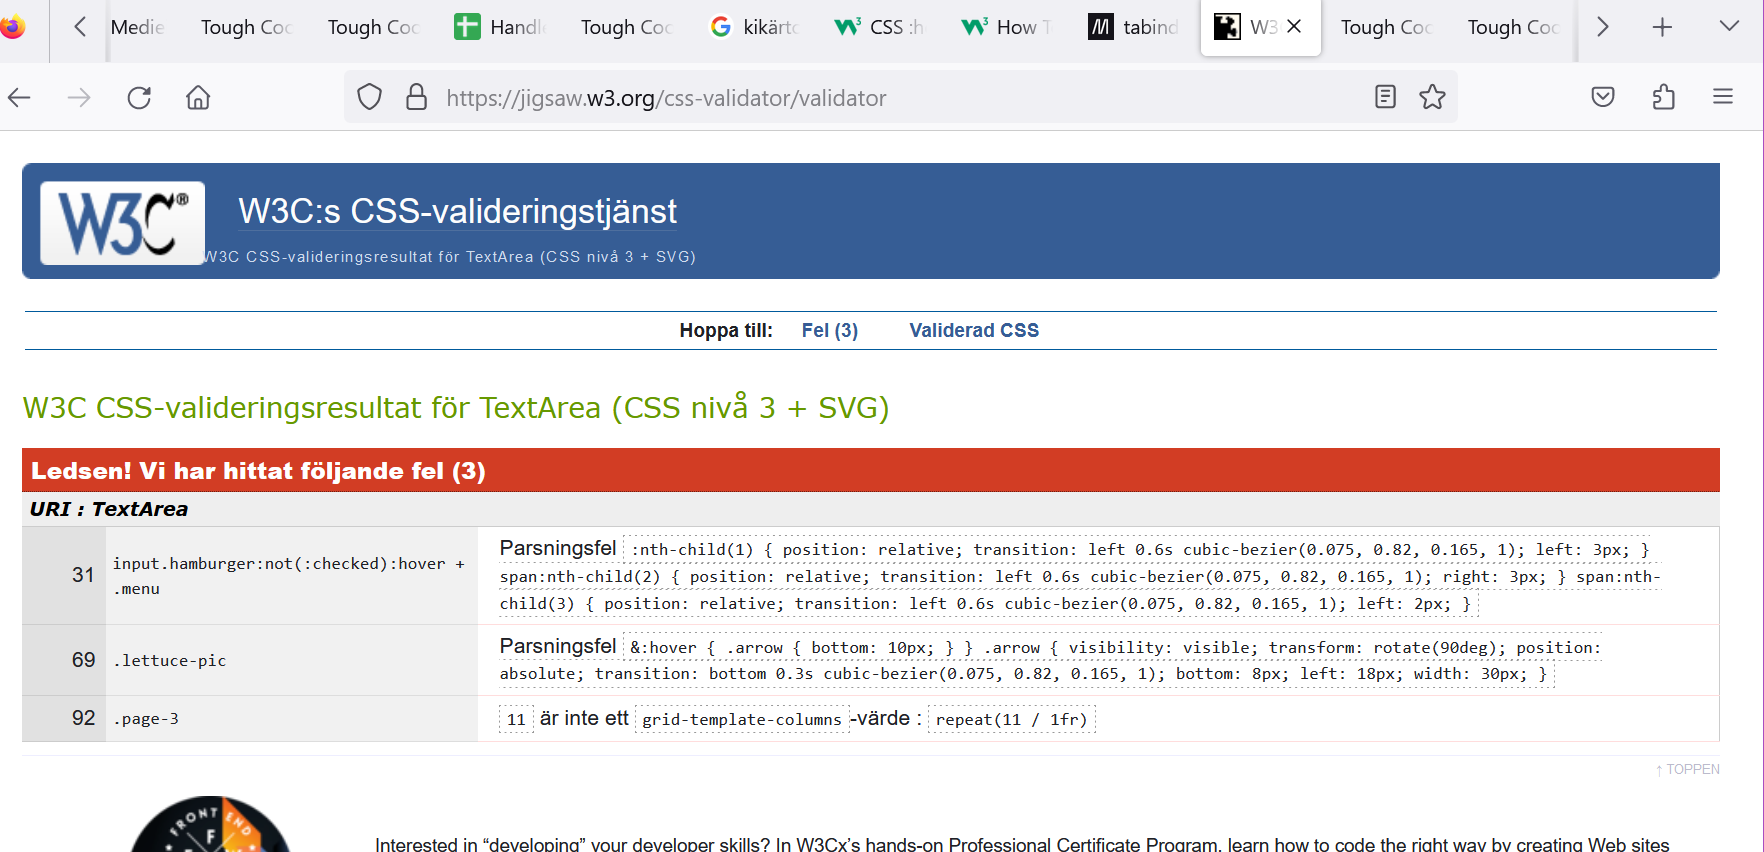 Medie
Tough Coc
Tough Coc
Handl
Tough Coc
kikärto
CSS :h
How T
tabind
W3
Tough Coc
Tough Coc
https://jigsaw.w3.org/css-validator/validator
W3C®
W3C:s CSS-valideringstjänst
W3C CSS-valideringsresultat för TextArea (CSS nivå 3 + SVG)
Hoppa till: Fel (3) Validerad CSS
W3C CSS-valideringsresultat för TextArea (CSS nivå 3 + SVG)
Ledsen! Vi har hittat följande fel (3)
URI : TextArea
31
input.hamburger:not(:checked):hover +
.menu
Parsningsfel :nth-child(1) { position: relative; transition: left 0.6s cubic-bezier(0.075, 0.82, 0.165, 1); left: 3px; }
span:nth-child(2) { position: relative; transition: left 0.6s cubic-bezier(0.075, 0.82, 0.165, 1); right: 3px; } span:nth-
child(3) { position: relative; transition: left 0.6s cubic-bezier(0.075, 0.82, 0.165, 1); left: 2px; }
69
.lettuce-pic
Parsningsfel &:hover { .arrow { bottom: 10px; } } .arrow { visibility: visible; transform: rotate(90deg); position:
absolute; transition: bottom 0.3s cubic-bezier(0.075, 0.82, 0.165, 1); bottom: 8px; left: 18px; width: 30px; }
92
.page-3
11 är inte ett grid-template-columns-värde : repeat(11 / 1fr)
↑ TOPPEN
FRONT END
F
Interested in “developing” your developer skills? In W3Cx’s hands-on Professional Certificate Program, learn how to code the right way by creating Web sites